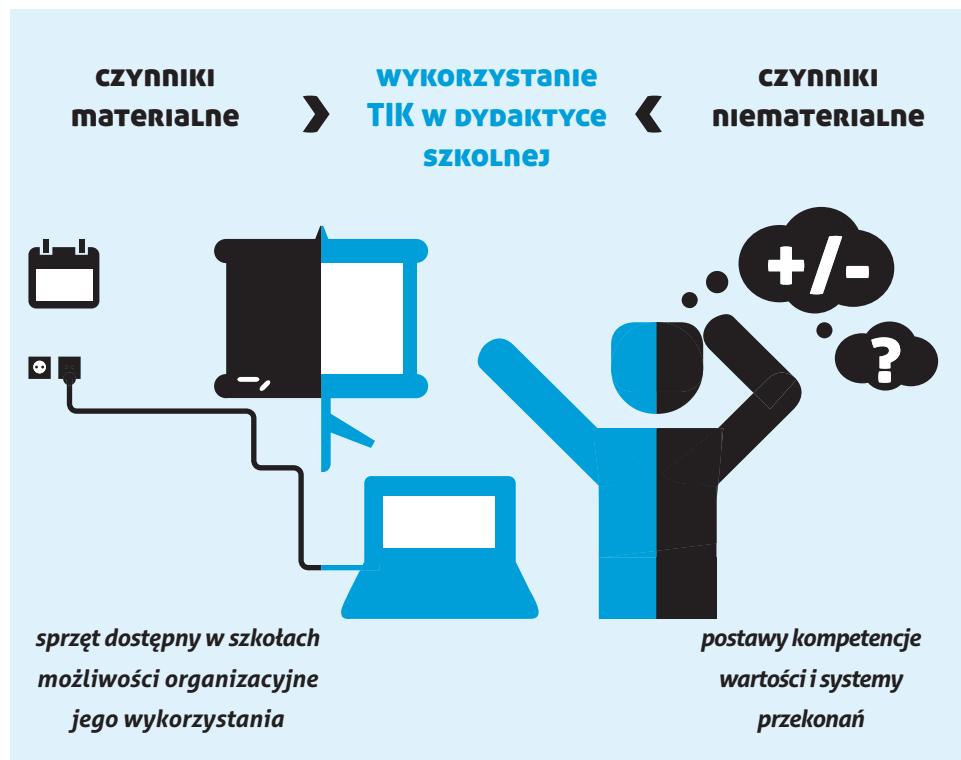 CZYNNIKI
MATERIALNE
WYKORZYSTANIE
TIK W DYDAKTYCE
SZKOLNEJ
CZYNNIKI
NIEMATERIALNE
+/-
?
sprzęt dostępny w szkołach
możliwości organizacyjne
jego wykorzystania
postawy kompetencje
wartości i systemy
przekonań